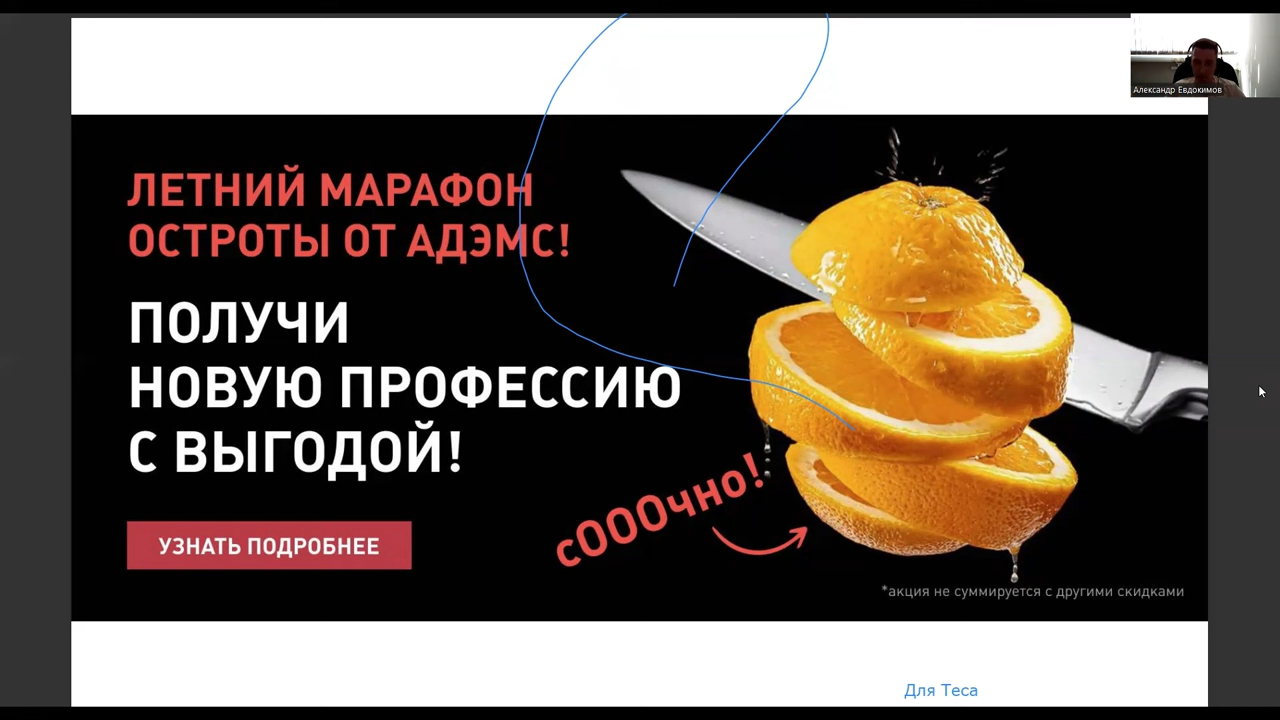 Александр Евдокимов
ЛЕТНИЙ МАРАФОН
ОСТРОТЫ ОТ АДЭМС!
ПОЛУЧИ
НОВУЮ ПРОФЕССИЮ
С ВЫГОДОЙ!
сОООчно!
УЗНАТЬ ПОДРОБНЕЕ
*акция не суммируется с другими скидками
Для Теса